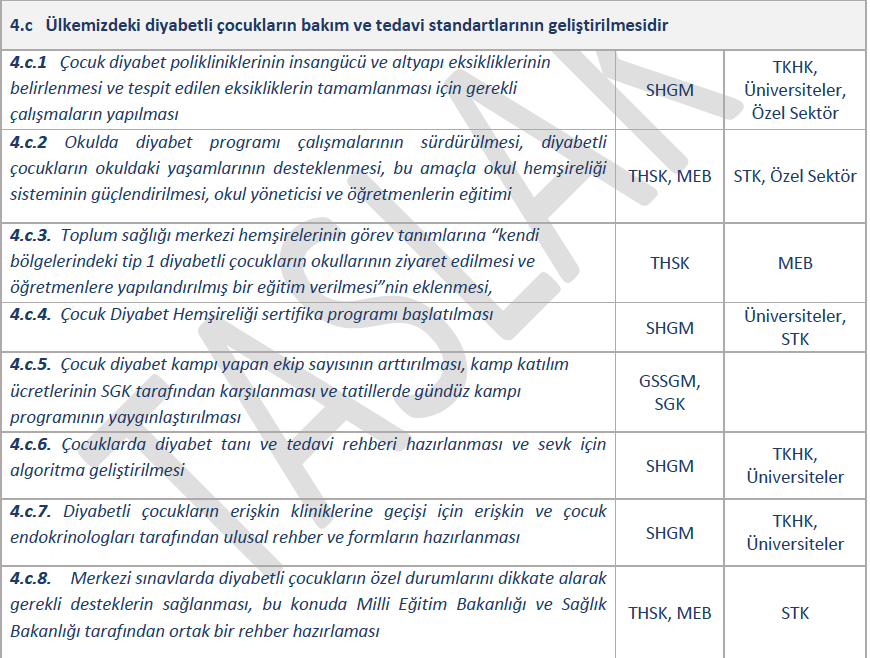 4.c Ülkemizdeki diyabetli çocukların bakım ve tedavi standartlarının geliştirilmesidir
4.c.1 Çocuk diyabet polikliniklerinin insangücü ve altyapı eksikliklerinin
belirlenmesi ve tespit edilen eksikliklerin tamamlanması için gerekli
çalışmaların yapılması
SHGM
TKHK,
Üniversiteler,
Özel Sektör
4.c.2 Okulda diyabet programı çalışmalarının sürdürülmesi, diyabetli
çocukların okuldaki yaşamlarının desteklenmesi, bu amaçla okul hemşireliği
sisteminin güçlendirilmesi, okul yöneticisi ve öğretmenlerin eğitimi
THSK, MEB
STK, Özel Sektör
4.c.3. Toplum sağlığı merkezi hemşirelerinin görev tanımlarına “kendi
bölgelerindeki tip 1 diyabetli çocukların okullarının ziyaret edilmesi ve
öğretmenlere yapılandırılmış bir eğitim verilmesi”nin eklenmesi,
THSK
MEB
4.c.4. Çocuk Diyabet Hemşireliği sertifika programı başlatılması
SHGM
Üniversiteler,
STK
4.c.5. Çocuk diyabet kampı yapan ekip sayısının arttırılması, kamp katılım
ücretlerinin SGK tarafından karşılanması ve tatillerde gündüz kampı
programının yaygınlaştırılması
GSSGM,
SGK
4.c.6. Çocuklarda diyabet tanı ve tedavi rehberi hazırlanması ve sevk için
algoritma geliştirilmesi
SHGM
TKHK,
Üniversiteler
4.c.7. Diyabetli çocukların erişkin kliniklerine geçişi için erişkin ve çocuk
endokrinologları tarafından ulusal rehber ve formların hazırlanması
SHGM
TKHK,
Üniversiteler
4.c.8. Merkezi sınavlarda diyabetli çocukların özel durumlarını dikkate alarak
gerekli desteklerin sağlanması, bu konuda Milli Eğitim Bakanlığı ve Sağlık
Bakanlığı tarafından ortak bir rehber hazırlaması
THSK, MEB
STK
TASLAK